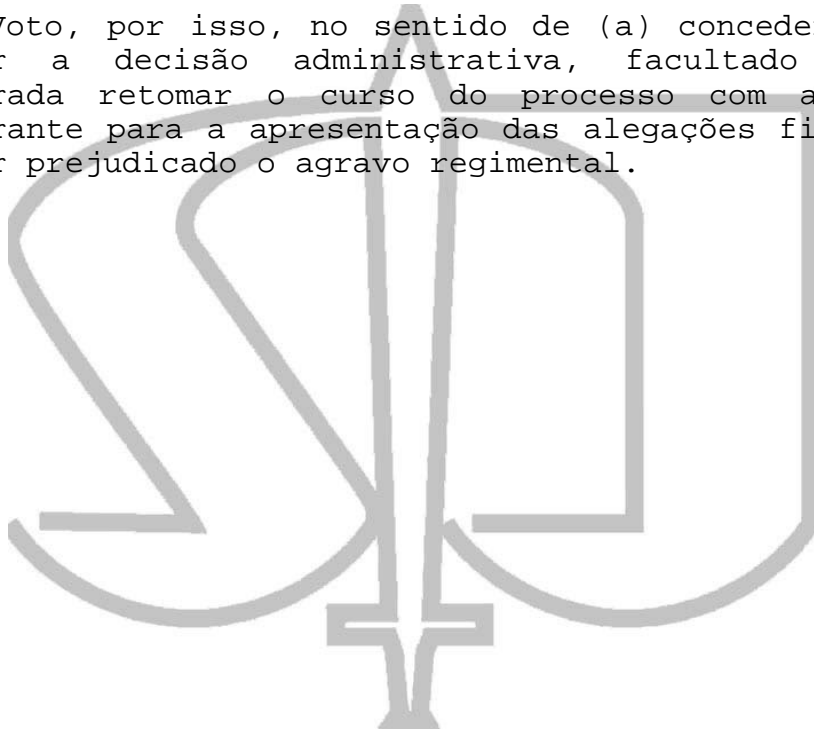 Voto, por isso, no sentido de (a) conceder
r a decisão administrativa, facultado
rada retomar o curso do processo com a
rante para a apresentação das alegações fi
r prejudicado o agravo regimental.